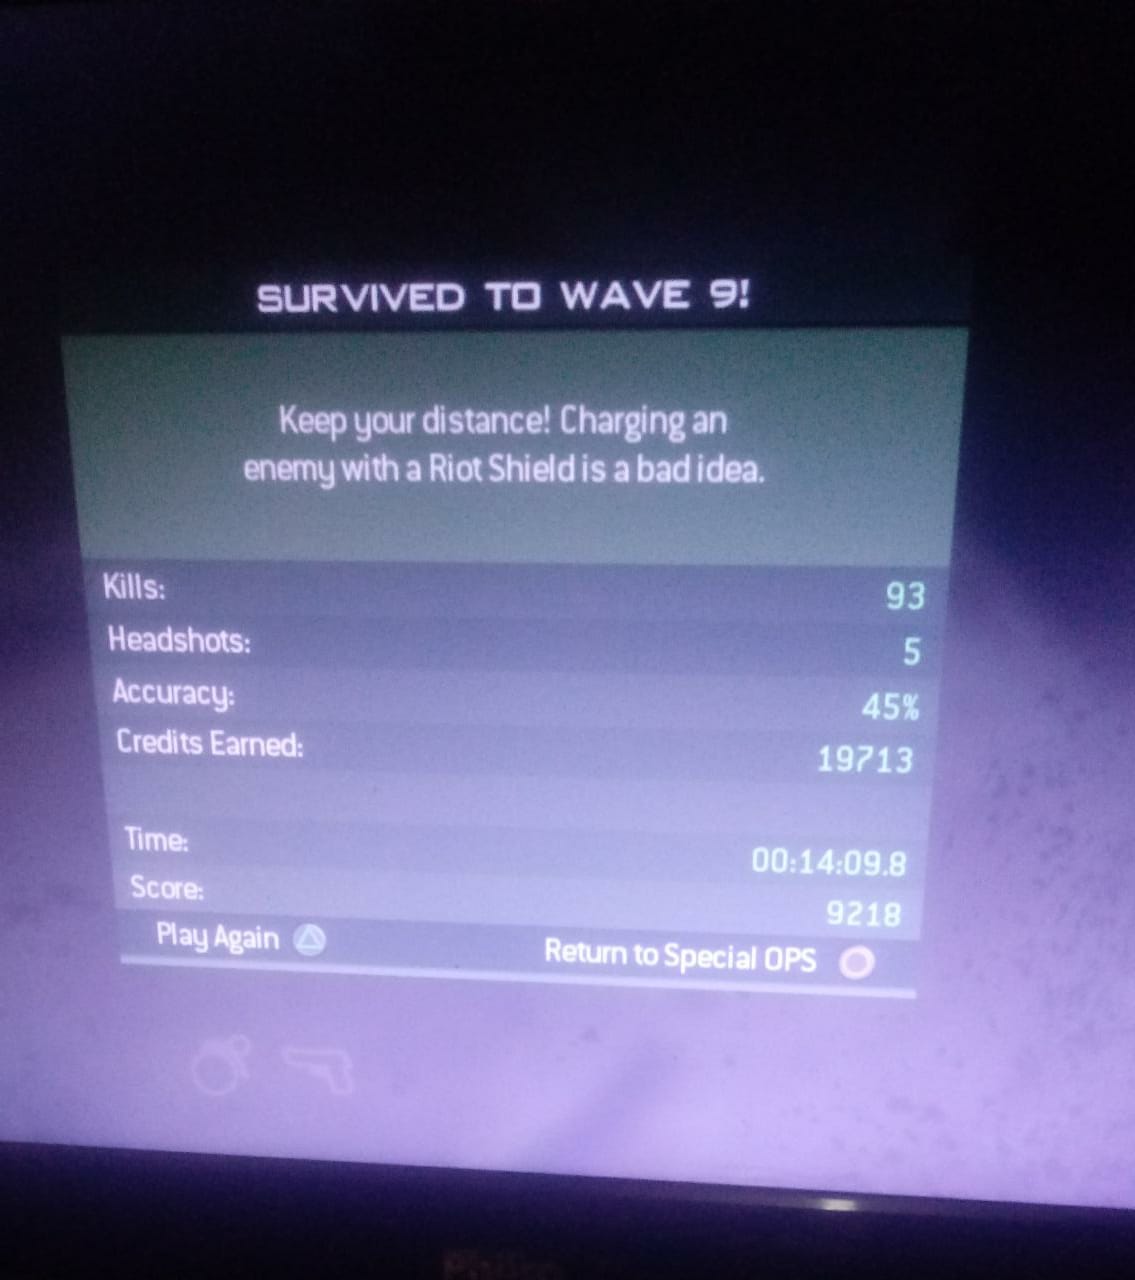 SURVIVED TO WAVE 9!
Keep your distance! Charging an
enemy with a Riot Shield is a bad idea.
Kills: 93
Headshots: 5
Accuracy: 45%
Credits Earned: 19713
Time: 00:14:09.8
Score: 9218
Play Again Return to Special OPS